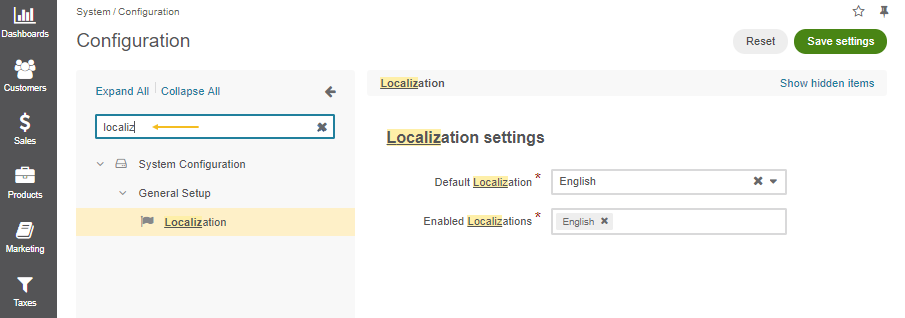 Dashboards
Customers
Sales
Products
Marketing
Taxes
System / Configuration
Configuration
Reset
Save settings
Expand All
Collapse All
localiz
System Configuration
General Setup
Localization
Localization
Show hidden items
Localization settings
Default Localization *
English
Enabled Localizations *
English